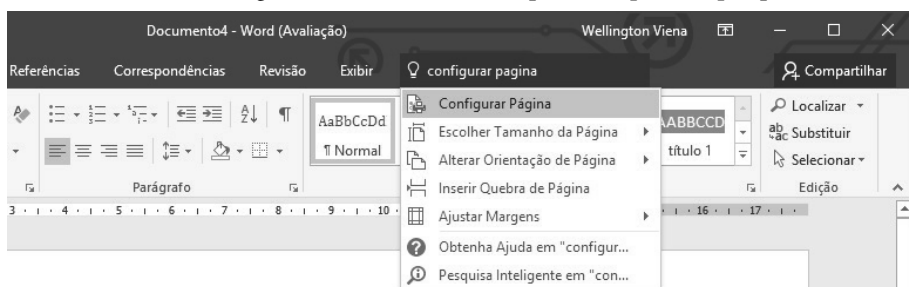 Documento4 - Word (Avaliação) Wellington Viena
Referências Correspondências Revisão Exibir configurar pagina Compartilhar
AaBbCcDd
¶ Normal
Configurar Página
Escolher Tamanho da Página
Alterar Orientação de Página
Inserir Quebra de Página
Ajustar Margens
Obtenha Ajuda em "configur...
Pesquisa Inteligente em "con...
AABBCCD
título 1
Localizar
Substituir
Selecionar
Parágrafo Edição
3 4 5 6 7 8 9 10 16 17